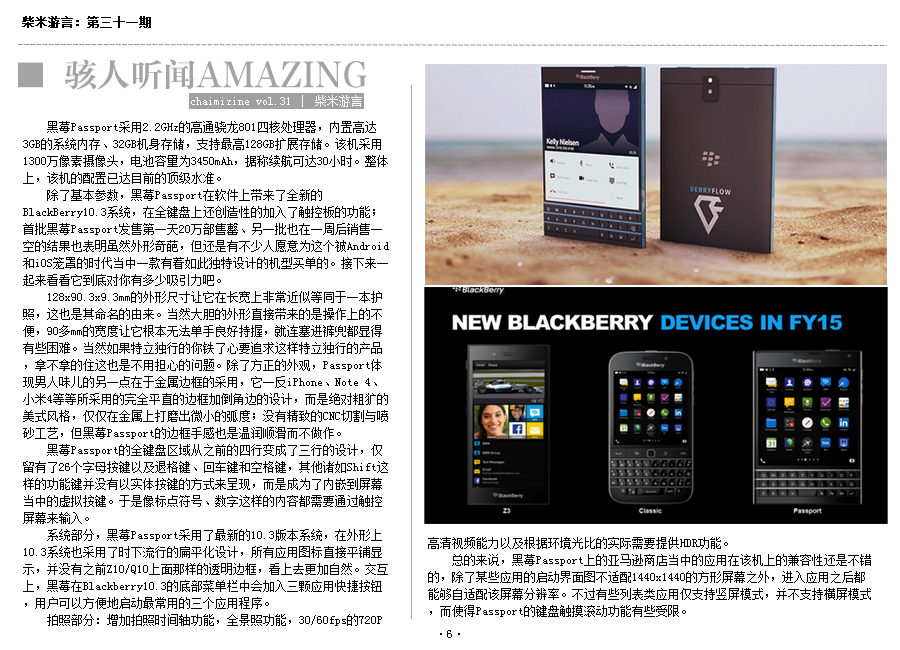 柴米游言：第三十一期
骇人听闻AMAZING
chaimizine vol.31 | 柴米游言
黑莓Passport采用2.2GHz的高通骁龙801四核处理器，内置高达
3GB的系统内存、32GB机身存储，支持最高128GB扩展存储。该机采用
1300万像素摄像头，电池容量为3450mAh，据称续航可达30小时。整体
上，该机的配置已达目前的顶级水准。
除了基本参数，黑莓Passport在软件上带来了全新的
BlackBerry10.3系统，在全键盘上还创造性的加入了触控板的功能；
首批黑莓Passport发售第一天20万部售罄、另一批也在一周后销售一
空的结果也表明虽然外形奇葩，但还是有不少人愿意为这个被Android
和iOS笼罩的时代当中一款有着如此独特设计的机型买单的。接下来一
起来看看它到底对你有多少吸引力吧。
128x90.3x9.3mm的外形尺寸让它在长宽上非常近似等同于一本护
照，这也是其命名的由来。当然大胆的外形直接带来的是操作上的不
便，90多mm的宽度让它根本无法单手良好持握，就连塞进裤兜都显得
有些困难。当然如果特立独行的你铁了心要追求这样特立独行的产品
，拿不拿的住这也是不用担心的问题。除了方正的外观，Passport体
现男人味儿的另一点在于金属边框的采用，它一反iPhone、Note 4、
小米4等等所采用的完全平直的边框加倒角边的设计，而是绝对粗犷的
美式风格，仅仅在金属上打磨出微小的弧度；没有精致的CNC切割与喷
砂工艺，但黑莓Passport的边框手感也是温润顺滑而不做作。
黑莓Passport的全键盘区域从之前的四行变成了三行的设计，仅
留有了26个字母按键以及退格键、回车键和空格键，其他诸如Shift这
样的功能键并没有以实体按键的方式来呈现，而是成为了内嵌到屏幕
当中的虚拟按键。于是像标点符号、数字这样的内容都需要通过触控
屏幕来输入。
系统部分，黑莓Passport采用了最新的10.3版本系统，在外形上
10.3系统也采用了时下流行的扁平化设计，所有应用图标直接平铺显
示，并没有之前Z10/Q10上面那样的透明边框，看上去更加自然。交互
上，黑莓在Blackberry10.3的底部菜单栏中会加入三颗应用快捷按钮
，用户可以方便地启动最常用的三个应用程序。
拍照部分：增加拍照时间轴功能，全景照功能，30/60fps的720P
BlackBerry
Kelly Nielsen
BERRYFLOW
BlackBerry
NEW BLACKBERRY DEVICES IN FY15
BlackBerry
Z3
Classic
Passport
高清视频能力以及根据环境光比的实际需要提供HDR功能。
总的来说，黑莓Passport上的亚马逊商店当中的应用在该机上的兼容性还是不错
的，除了某些应用的启动界面图不适配1440x1440的方形屏幕之外，进入应用之后都
能够自适配该屏幕分辨率。不过有些列表类应用仅支持竖屏模式，并不支持横屏模式
，而使得Passport的键盘触摸滚动功能有些受限。
·6·